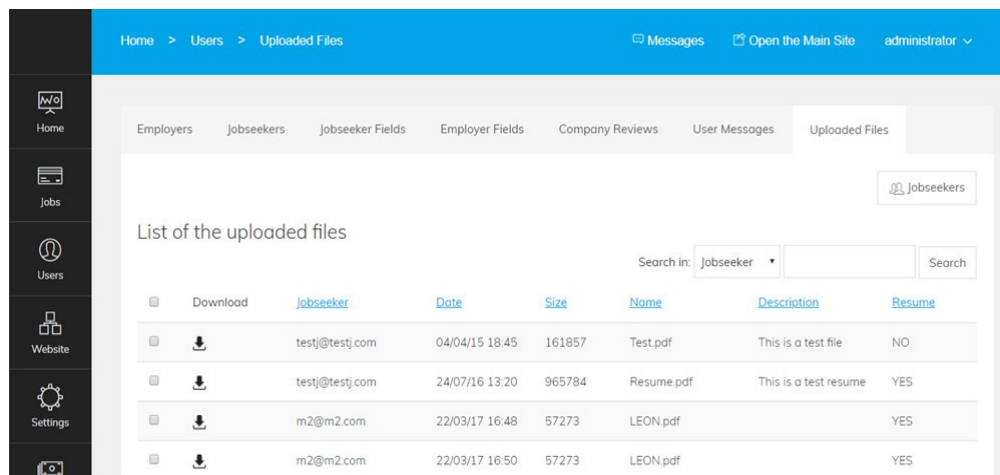 Home > Users > Uploaded Files Messages Open the Main Site administrator
Home
Jobs
Users
Website
Settings
Employers Jobseekers Jobseeker Fields Employer Fields Company Reviews User Messages Uploaded Files
Jobseekers
List of the uploaded files
Search in: Jobseeker Search
Download Jobseeker Date Size Name Description Resume
testj@testj.com 04/04/15 18:45 161857 Test.pdf This is a test file NO
testj@testj.com 24/07/16 13:20 965784 Resume.pdf This is a test resume YES
m2@m2.com 22/03/17 16:48 57273 LEON.pdf YES
m2@m2.com 22/03/17 16:50 57273 LEON.pdf YES